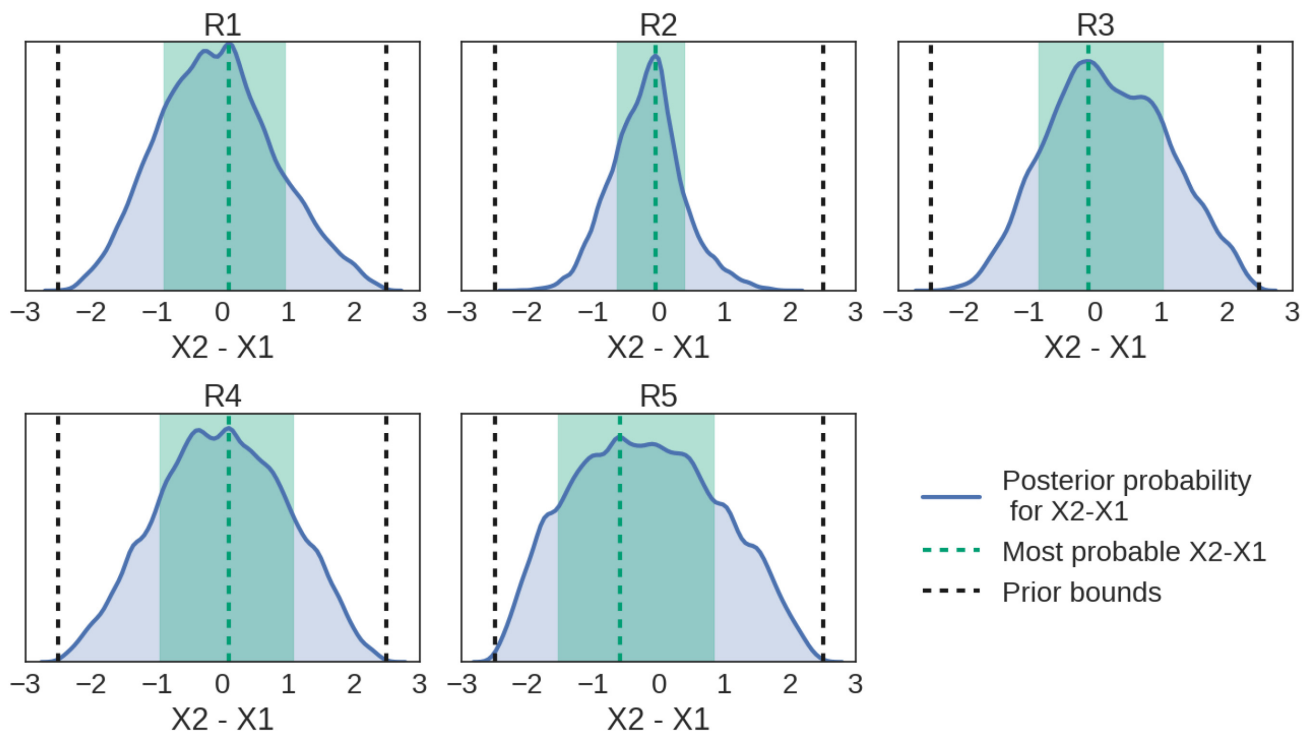 R1
−3 −2 −1 0 1 2 3
X2 - X1
R2
−3 −2 −1 0 1 2 3
X2 - X1
R3
−3 −2 −1 0 1 2 3
X2 - X1
R4
−3 −2 −1 0 1 2 3
X2 - X1
R5
−3 −2 −1 0 1 2 3
X2 - X1
Posterior probability
for X2-X1
Most probable X2-X1
Prior bounds